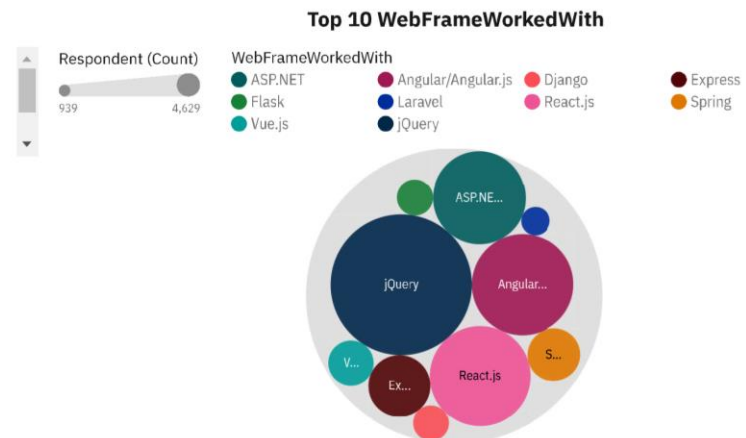 Top 10 WebFrameWorkedWith
Respondent (Count)
939 4,629
WebFrameWorkedWith
ASP.NET Angular/Angular.js Django Express
Flask Laravel React.js Spring
Vue.js jQuery
ASP.NE...
jQuery
Angular...
S...
V...
React.js
Ex...